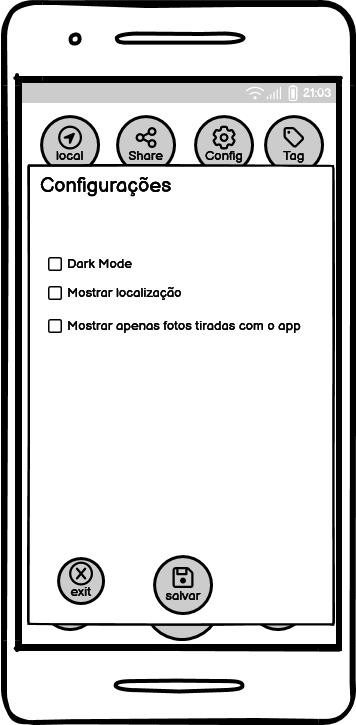 21:03
local Share Config Tag
Configurações
Dark Mode
Mostrar localização
Mostrar apenas fotos tiradas com o app
exit salvar